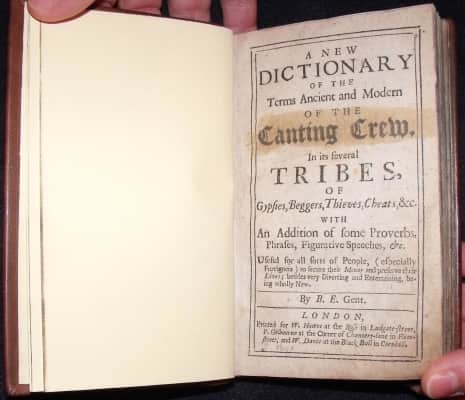 A NEW
DICTIONARY
OF THE
Terms Ancient and Modern
OF THE
Canting Crew,
In its several
TRIBES,
OF
Gypsies, Beggers, Thieves, Cheats, &c.
WITH
An Addition of some Proverbs,
Phrases, Figurative Speeches, &c.
Useful for all sorts of People, (especially
Foreigners) to secure their Money and preserve their
Lives; besides very Diverting and Entertaining, be-
ing wholly New.
By B. E. Gent.
LONDON,
Printed for W. Hawes at the Rose in Ludgate-street,
P. Gilbourne at the Corner of Chancery-lane in Fleet-
street, and W. Davis at the Black Bull in Cornhill.